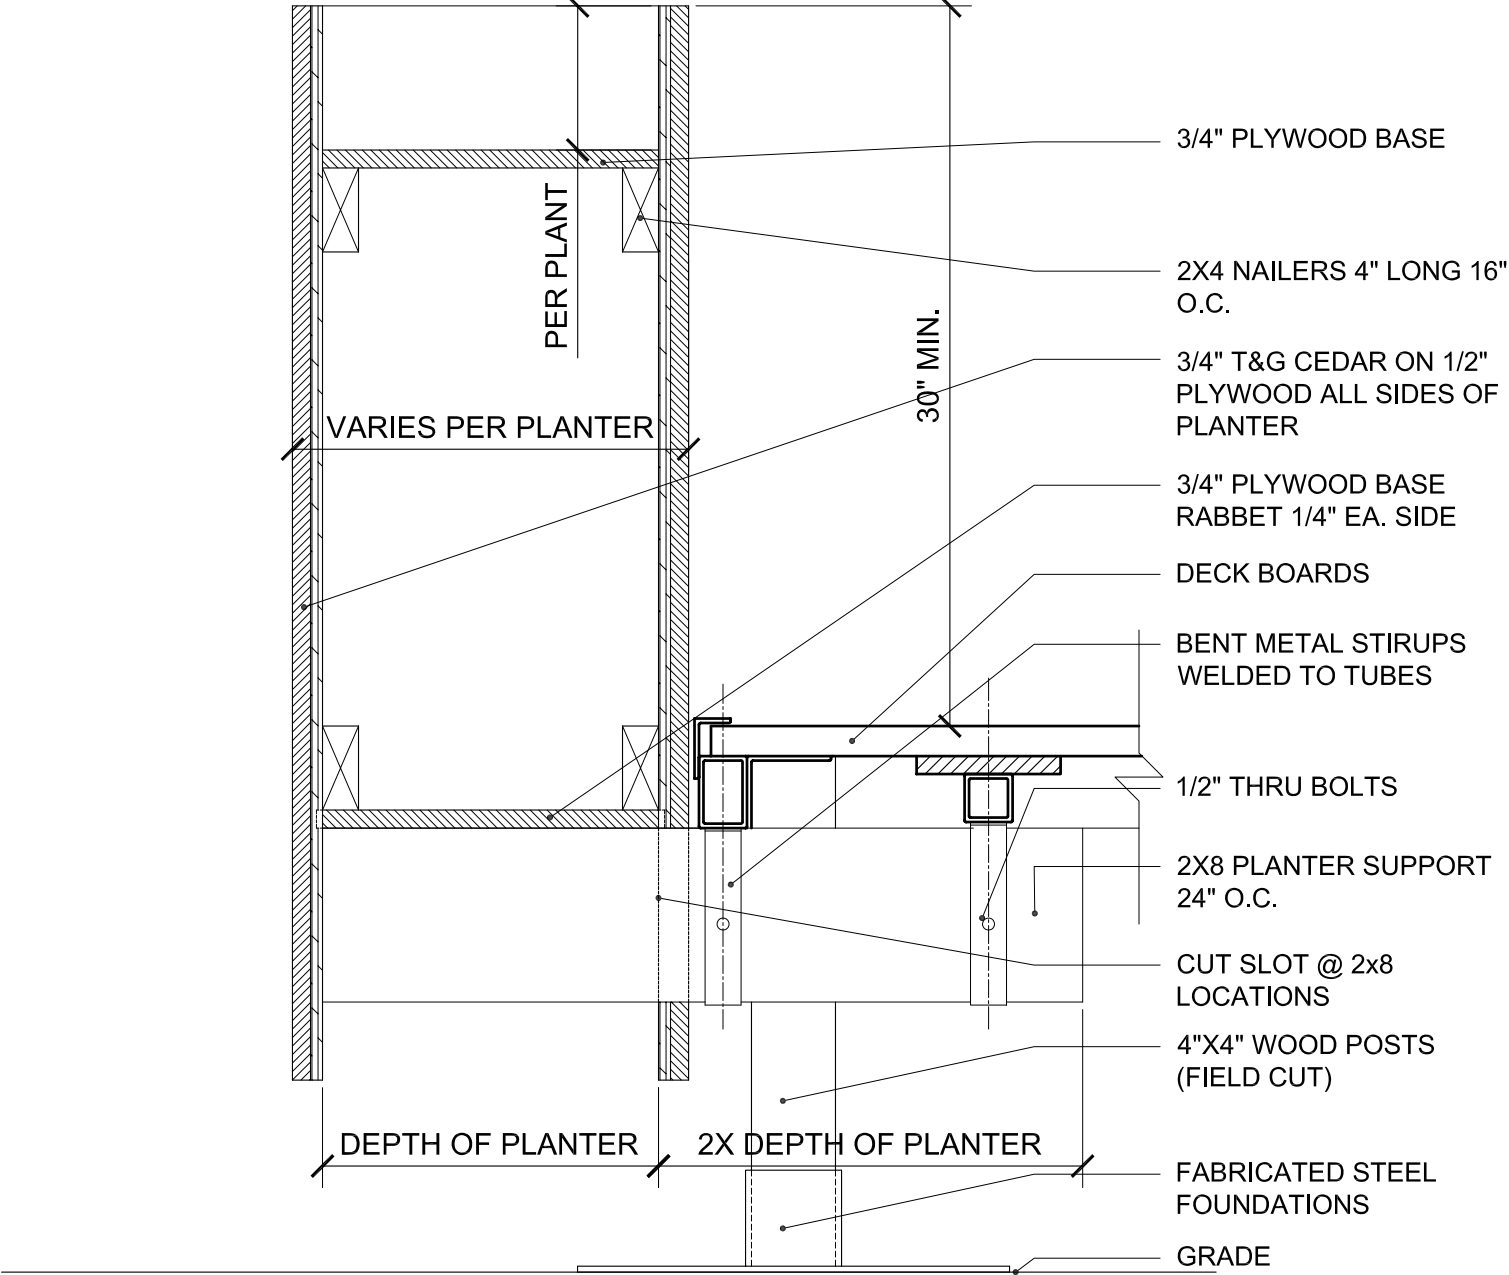 3/4" PLYWOOD BASE
PER PLANT
2X4 NAILERS 4" LONG 16"
O.C.
30" MIN.
3/4" T&G CEDAR ON 1/2"
PLYWOOD ALL SIDES OF
PLANTER
VARIES PER PLANTER
3/4" PLYWOOD BASE
RABBET 1/4" EA. SIDE
DECK BOARDS
BENT METAL STIRUPS
WELDED TO TUBES
1/2" THRU BOLTS
2X8 PLANTER SUPPORT
24" O.C.
CUT SLOT @ 2x8
LOCATIONS
4"X4" WOOD POSTS
(FIELD CUT)
DEPTH OF PLANTER
2X DEPTH OF PLANTER
FABRICATED STEEL
FOUNDATIONS
GRADE